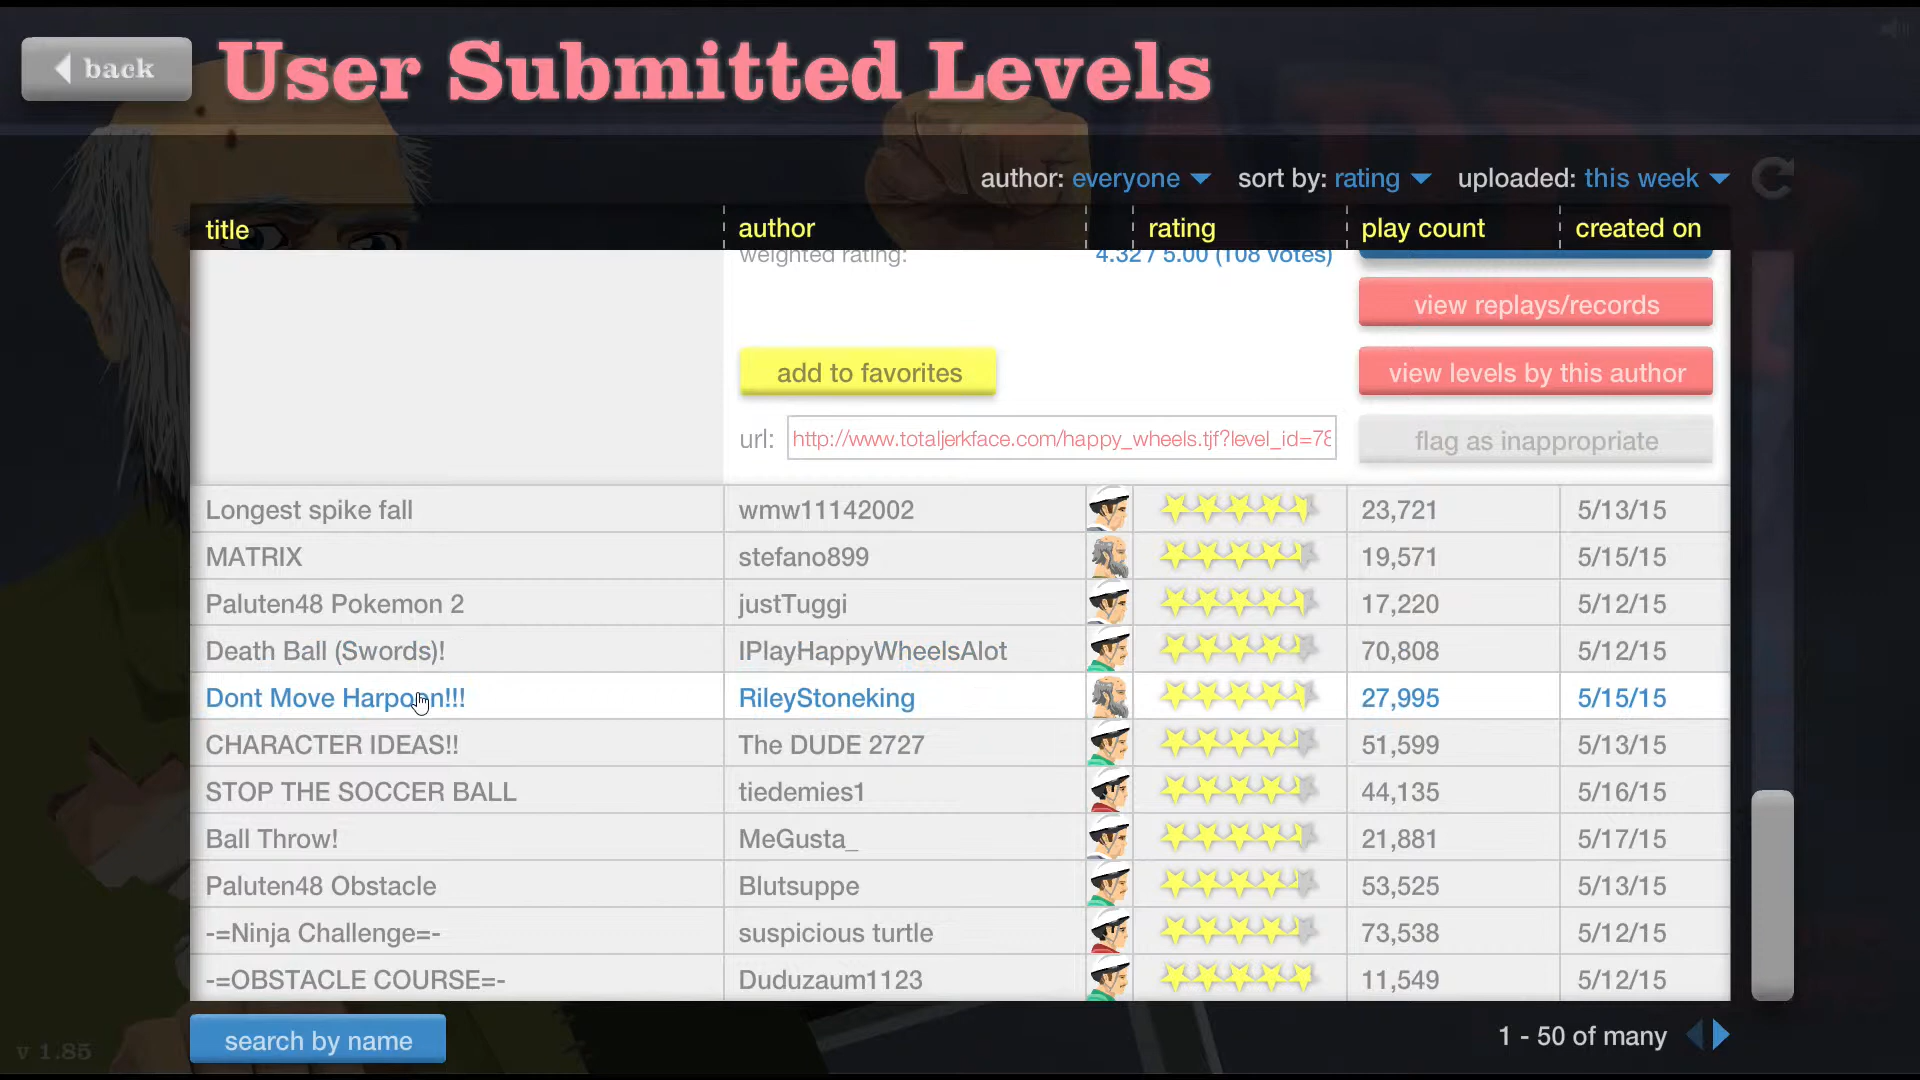 back
User Submitted Levels
author: everyone sort by: rating uploaded: this week
title author rating play count created on
weighted rating: 4.32 / 5.00 (108 votes)
view replays/records
add to favorites view levels by this author
url: http://www.totaljerkface.com/happy_wheels.tjf?level_id=78 flag as inappropriate
Longest spike fall wmw11142002 23,721 5/13/15
MATRIX stefano899 19,571 5/15/15
Paluten48 Pokemon 2 justTuggi 17,220 5/12/15
Death Ball (Swords)! IPlayHappyWheelsAlot 70,808 5/12/15
Dont Move Harpoon!!! RileyStoneking 27,995 5/15/15
CHARACTER IDEAS!! The DUDE 2727 51,599 5/13/15
STOP THE SOCCER BALL tiedemies1 44,135 5/16/15
Ball Throw! MeGusta_ 21,881 5/17/15
Paluten48 Obstacle Blutsuppe 53,525 5/13/15
-=Ninja Challenge=- suspicious turtle 73,538 5/12/15
-=OBSTACLE COURSE=- Duduzaum1123 11,549 5/12/15
v 1.85 search by name 1 - 50 of many